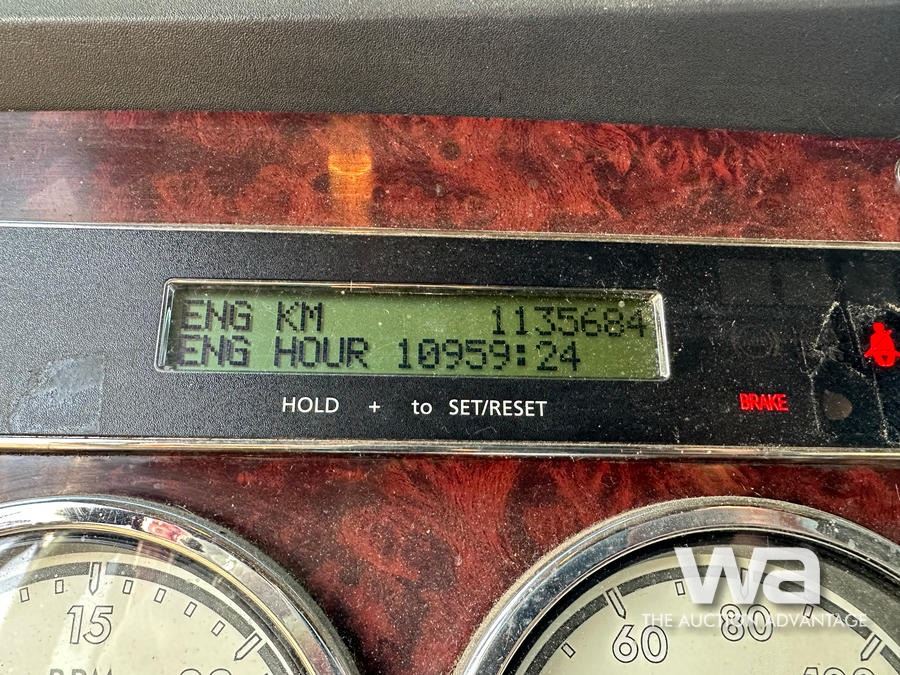 ENG KM 1135684
ENG HOUR 10959:24
HOLD + to SET/RESET
BRAKE
15
RPM
60
80
wa
THE AUCTION ADVANTAGE